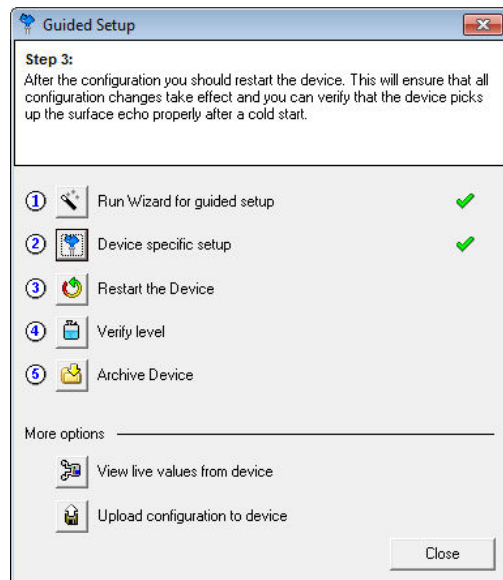 Guided Setup
Step 3:
After the configuration you should restart the device. This will ensure that all
configuration changes take effect and you can verify that the device picks
up the surface echo properly after a cold start.
1 Run Wizard for guided setup
2 Device specific setup
3 Restart the Device
4 Verify level
5 Archive Device
More options
View live values from device
Upload configuration to device
Close